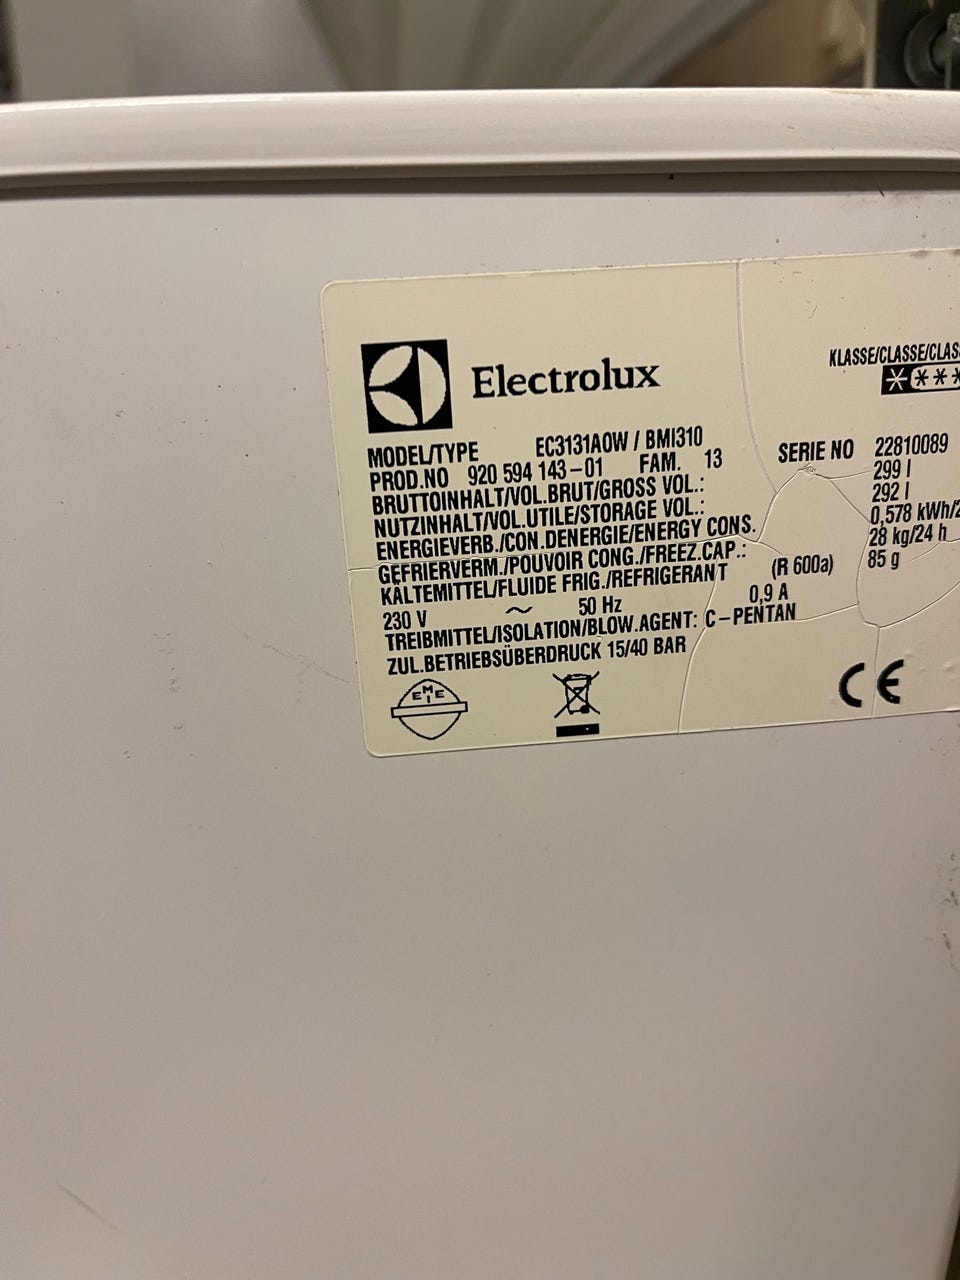 Electrolux
KLASSE/CLASSE/CLAS
MODEL/TYPE EC3131AOW / BMI310
PROD.NO 920 594 143-01 FAM. 13 SERIE NO 22810089
BRUTTOINHALT/VOL.BRUT/GROSS VOL.: 299 l
NUTZINHALT/VOL.UTILE/STORAGE VOL.: 292 l
ENERGIEVERB./CON.DENERGIE/ENERGY CONS. 0,578 kWh/2
GEFRIERVERM./POUVOIR CONG./FREEZ.CAP.: 28 kg/24 h
KÄLTEMITTEL/FLUIDE FRIG./REFRIGERANT (R 600a) 85 g
230 V ~ 50 Hz 0,9 A
TREIBMITTEL/ISOLATION/BLOW.AGENT: C-PENTAN
ZUL.BETRIEBSÜBERDRUCK 15/40 BAR
EMEI
CE